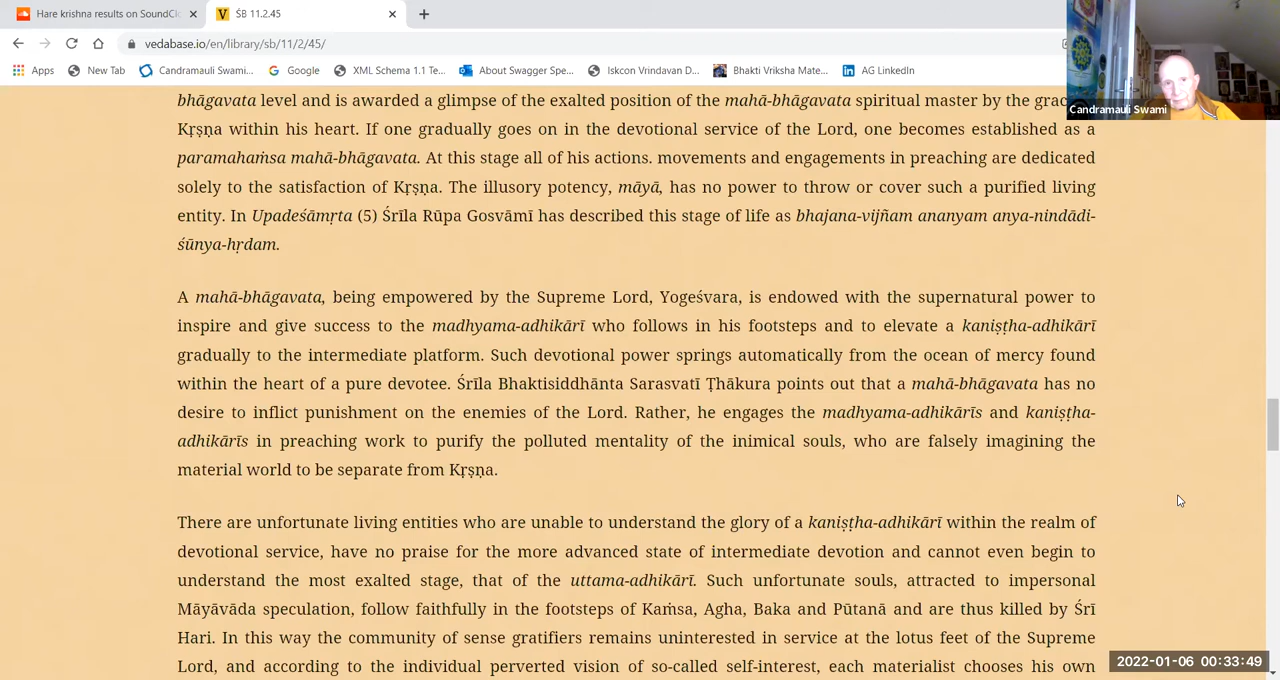 Hare krishna results on SoundClo
ŚB 11.2.45
vedabase.io/en/library/sb/11/2/45/
Apps
New Tab
Candramauli Swami...
Google
XML Schema 1.1 Te...
About Swagger Spe...
Iskcon Vrindavan D...
Bhakti Vriksha Mate...
AG LinkedIn
Candramauli Swami
bhāgavata level and is awarded a glimpse of the exalted position of the mahā-bhāgavata spiritual master by the grac
Kṛṣṇa within his heart. If one gradually goes on in the devotional service of the Lord, one becomes established as a
paramahaṁsa mahā-bhāgavata. At this stage all of his actions. movements and engagements in preaching are dedicated
solely to the satisfaction of Kṛṣṇa. The illusory potency, māyā, has no power to throw or cover such a purified living
entity. In Upadeśāmṛta (5) Śrīla Rūpa Gosvāmī has described this stage of life as bhajana-vijñam ananyam anya-nindādi-
śūnya-hṛdam.
A mahā-bhāgavata, being empowered by the Supreme Lord, Yogeśvara, is endowed with the supernatural power to
inspire and give success to the madhyama-adhikārī who follows in his footsteps and to elevate a kaniṣṭha-adhikārī
gradually to the intermediate platform. Such devotional power springs automatically from the ocean of mercy found
within the heart of a pure devotee. Śrīla Bhaktisiddhānta Sarasvatī Ṭhākura points out that a mahā-bhāgavata has no
desire to inflict punishment on the enemies of the Lord. Rather, he engages the madhyama-adhikārīs and kaniṣṭha-
adhikārīs in preaching work to purify the polluted mentality of the inimical souls, who are falsely imagining the
material world to be separate from Kṛṣṇa.
There are unfortunate living entities who are unable to understand the glory of a kaniṣṭha-adhikārī within the realm of
devotional service, have no praise for the more advanced state of intermediate devotion and cannot even begin to
understand the most exalted stage, that of the uttama-adhikārī. Such unfortunate souls, attracted to impersonal
Māyāvāda speculation, follow faithfully in the footsteps of Kaṁsa, Agha, Baka and Pūtanā and are thus killed by Śrī
Hari. In this way the community of sense gratifiers remains uninterested in service at the lotus feet of the Supreme
Lord, and according to the individual perverted vision of so-called self-interest, each materialist chooses his own
2022-01-06 00:33:49